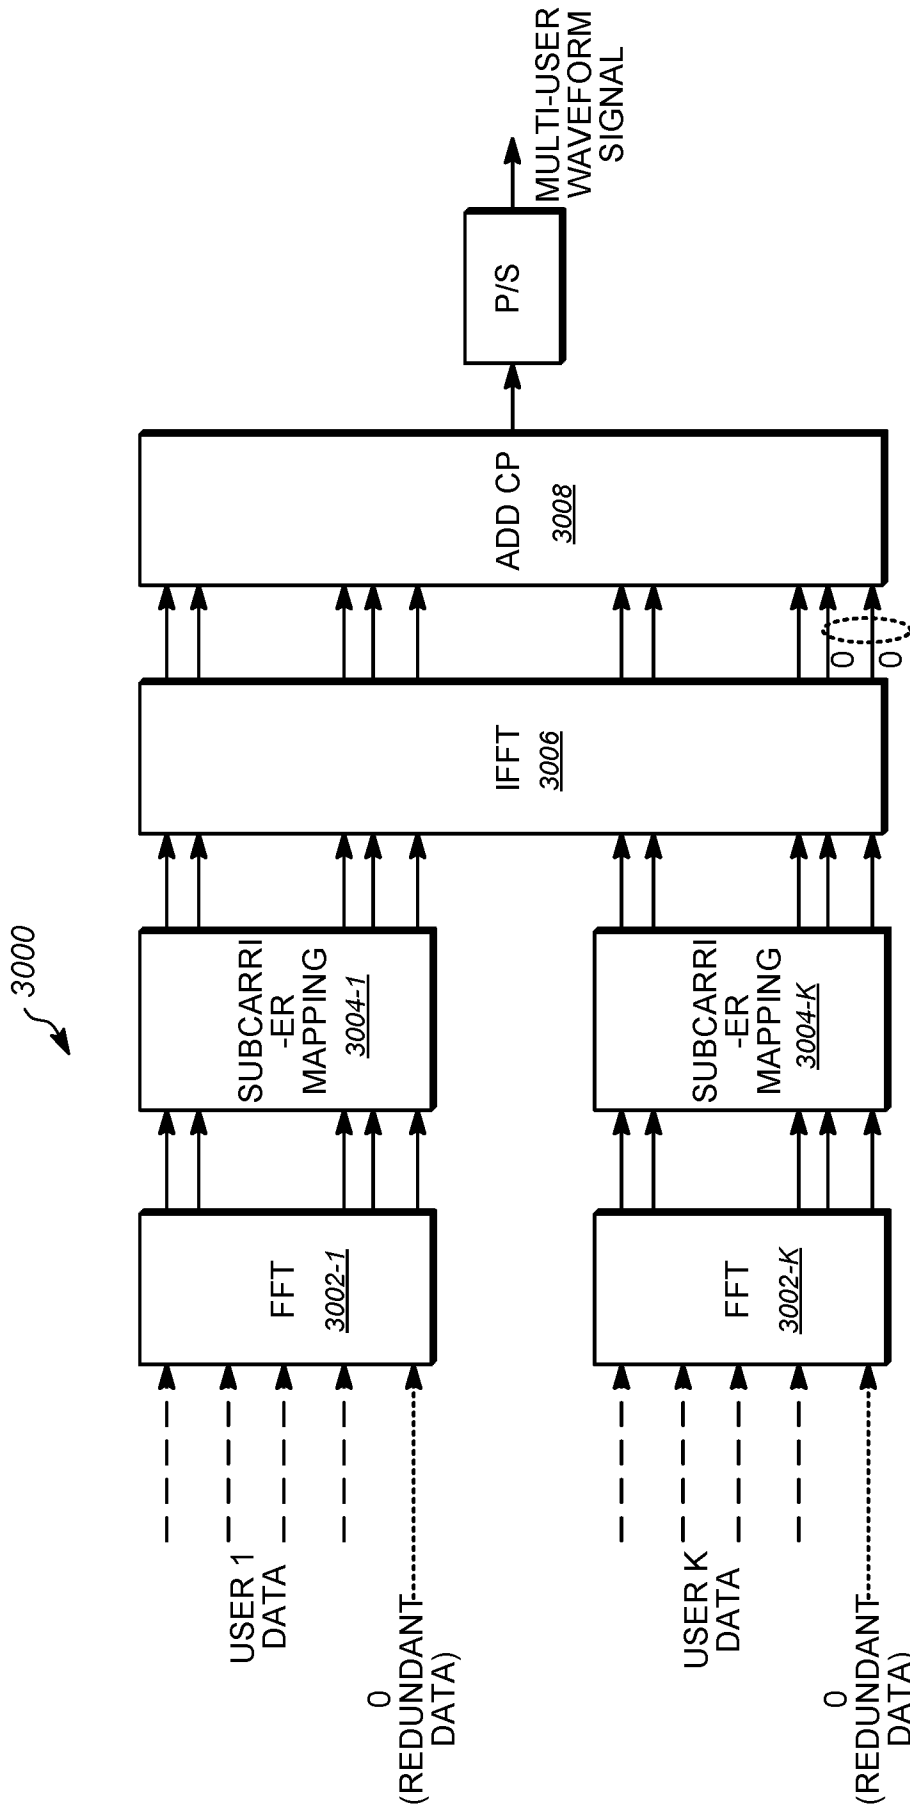 3000
USER 1
DATA
0
(REDUNDANT
DATA)
FFT
3002-1
SUBCARRI
-ER
MAPPING
3004-1
USER K
DATA
0
(REDUNDANT
DATA)
FFT
3002-K
SUBCARRI
-ER
MAPPING
3004-K
IFFT
3006
0
0
ADD CP
3008
P/S
MULTI-USER
WAVEFORM
SIGNAL